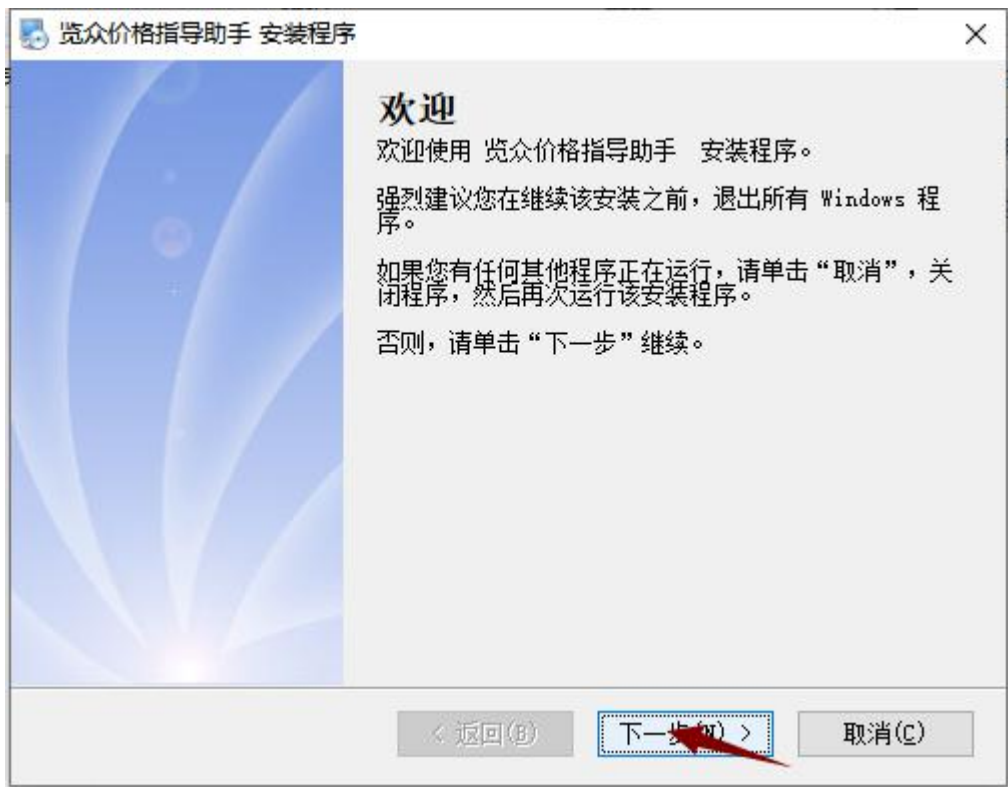 览众价格指导助手 安装程序
欢迎
欢迎使用 览众价格指导助手 安装程序。
强烈建议您在继续该安装之前，退出所有 Windows 程
序。
如果您有任何其他程序正在运行，请单击“取消”，关
闭程序，然后再次运行该安装程序。
否则，请单击“下一步”继续。
< 返回(B)
下一步(N) >
取消(C)